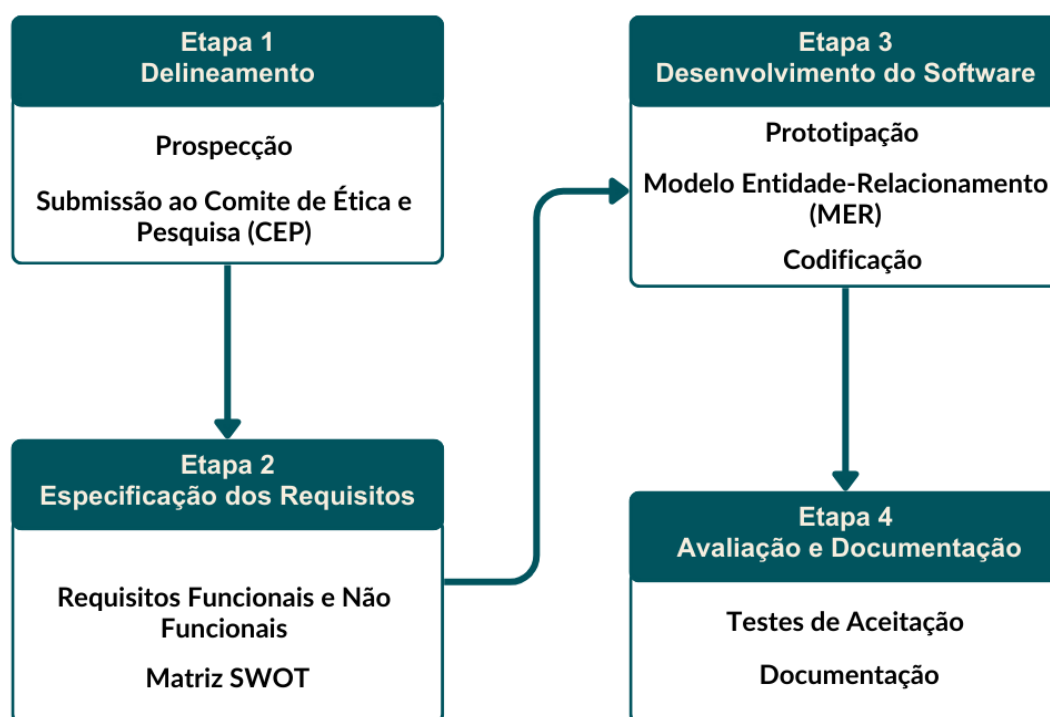 Etapa 1
Delineamento
Prospecção
Submissão ao Comite de Ética e
Pesquisa (CEP)
Etapa 2
Especificação dos Requisitos
Requisitos Funcionais e Não
Funcionais
Matriz SWOT
Etapa 3
Desenvolvimento do Software
Prototipação
Modelo Entidade-Relacionamento
(MER)
Codificação
Etapa 4
Avaliação e Documentação
Testes de Aceitação
Documentação